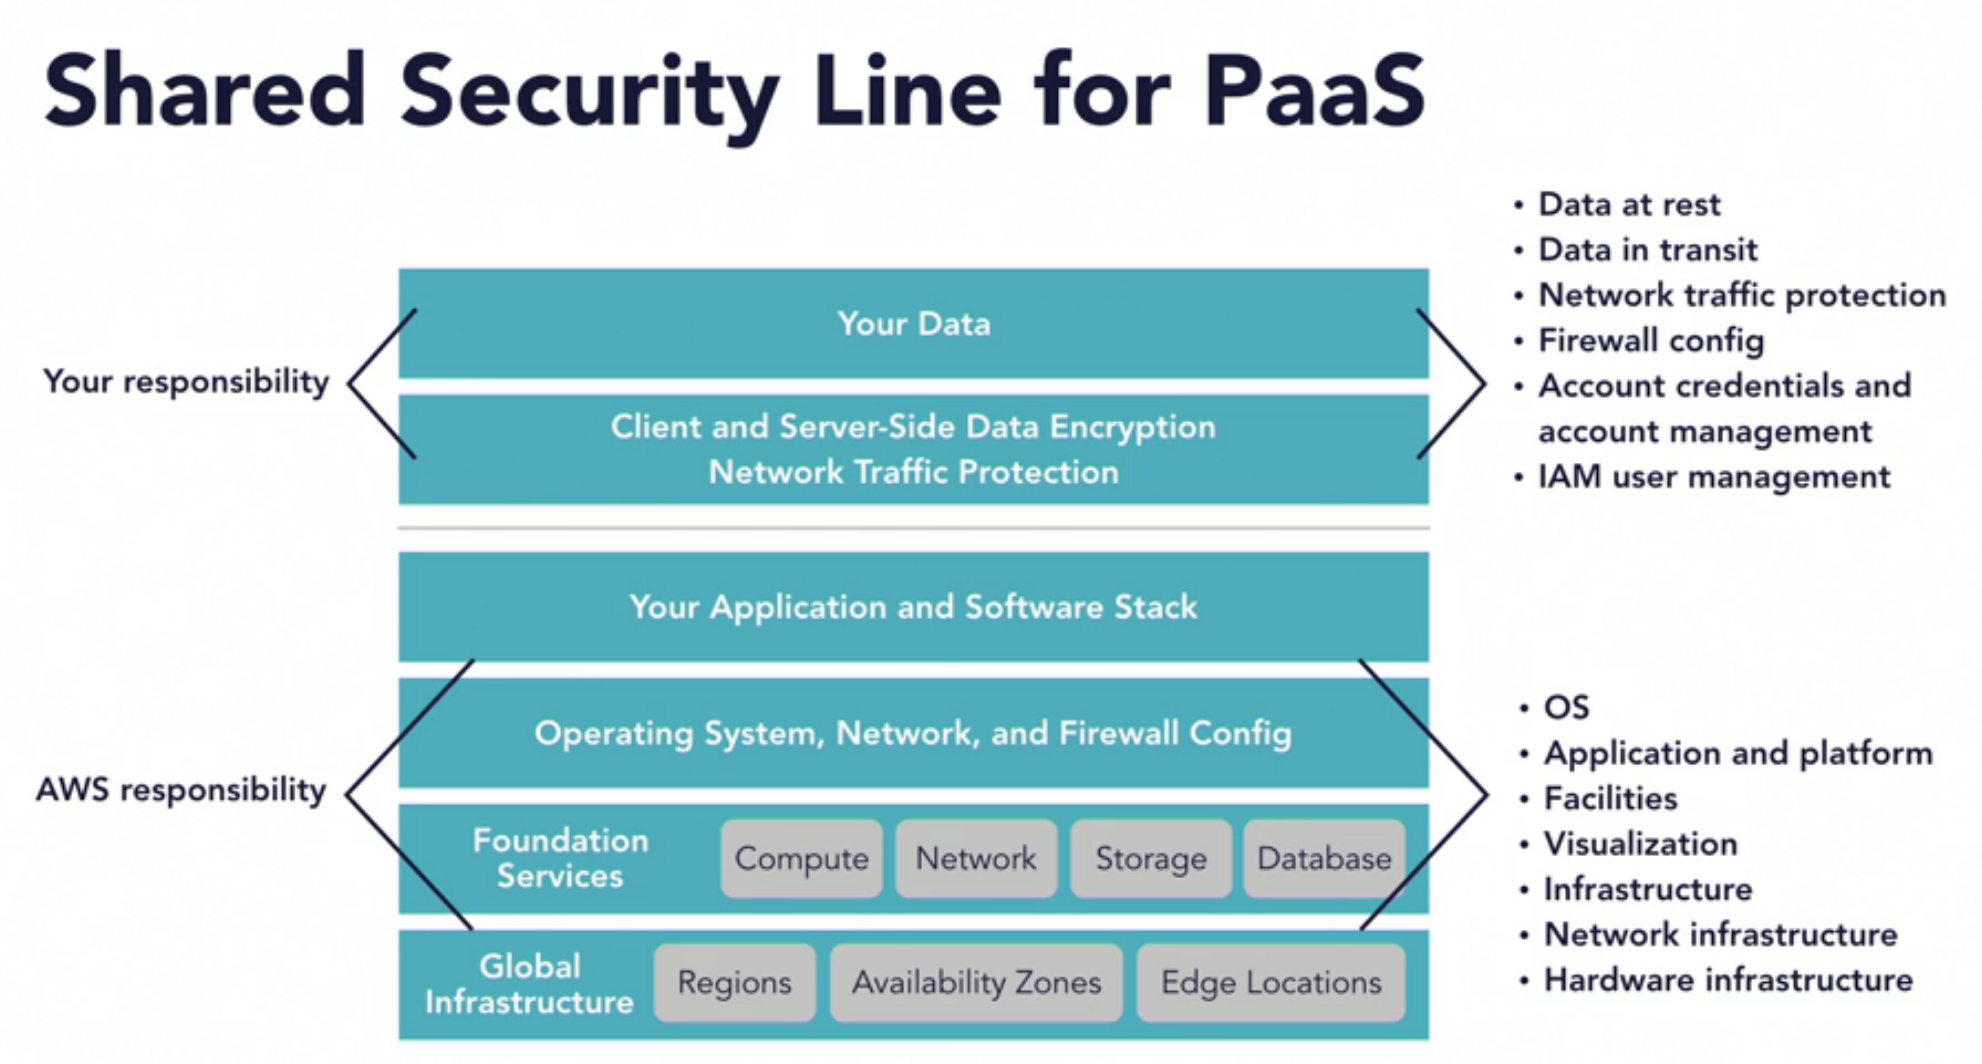 Shared Security Line for PaaS
Your responsibility
Your Data
Client and Server-Side Data Encryption
Network Traffic Protection
• Data at rest
• Data in transit
• Network traffic protection
• Firewall config
• Account credentials and
account management
• IAM user management
AWS responsibility
Your Application and Software Stack
Operating System, Network, and Firewall Config
Foundation
Services
Compute
Network
Storage
Database
Global
Infrastructure
Regions
Availability Zones
Edge Locations
• OS
• Application and platform
• Facilities
• Visualization
• Infrastructure
• Network infrastructure
• Hardware infrastructure